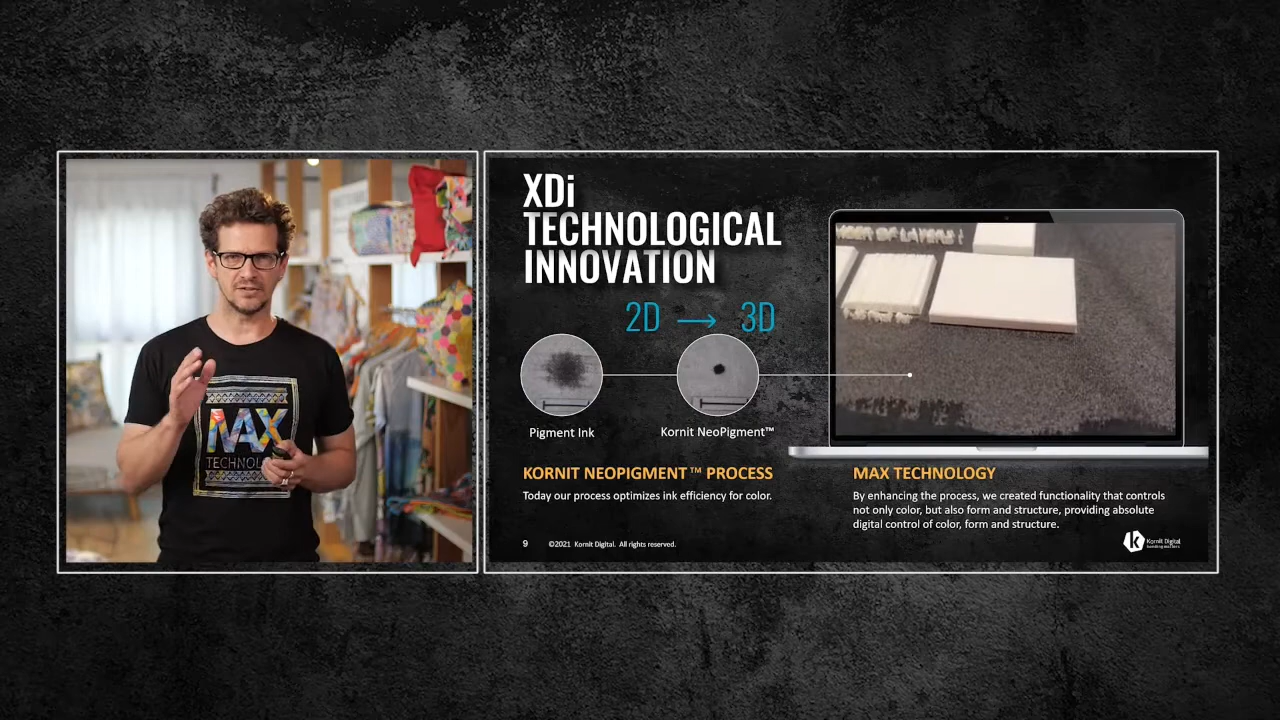 MAX
TECHNOL
XDi
TECHNOLOGICAL
INNOVATION
2D → 3D
Pigment Ink
Kornit NeoPigment™
KORNIT NEOPIGMENT™ PROCESS
Today our process optimizes ink efficiency for color.
MAX TECHNOLOGY
By enhancing the process, we created functionality that controls
not only color, but also form and structure, providing absolute
digital control of color, form and structure.
9 ©2021 Kornit Digital. All rights reserved.
k Kornit Digital
OF LAYERS